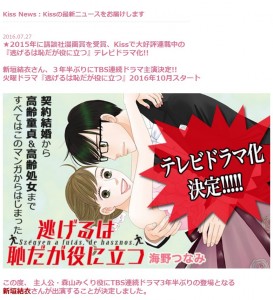 Kiss News : Kissの最新ニュースをお届けします
2016.07.27
★2015年に講談社漫画賞を受賞、Kissで大好評連載中の
『逃げるは恥だが役に立つ』テレビドラマ化!!
新垣結衣さん、3年半ぶりにTBS連続ドラマ主演決定!!
火曜ドラマ『逃げるは恥だが役に立つ』2016年10月スタート
契約結婚から
高齢童貞&高齢処女まで
すべてはこのマンガからはじまった
テレビドラマ化
決定!!!!!
逃げるは
Szégyen a futás, de hasznos.
恥だが役に立つ
海野つなみ
この度、 主人公・森山みくり役にTBS連続ドラマ3年半ぶりの登場となる
新垣結衣さんが出演することが決定しました。